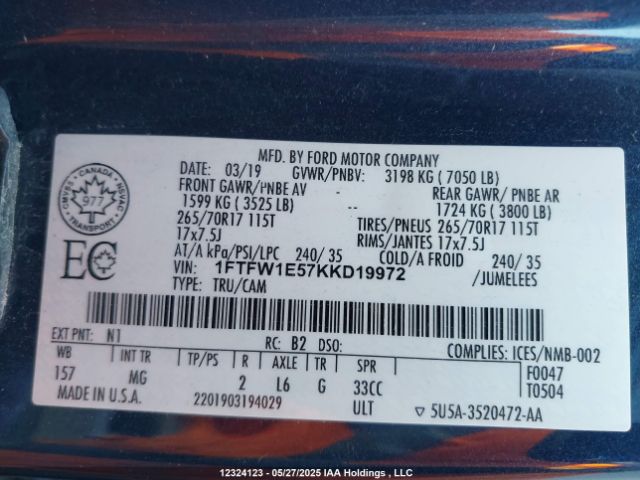 MFD. BY FORD MOTOR COMPANY
DATE: 03/19 GVWR/PNBV: 3198 KG ( 7050 LB)
FRONT GAWR/PNBE AV - REAR GAWR/ PNBE AR
1599 KG ( 3525 LB) -- 1724 KG ( 3800 LB)
265/70R17 115T TIRES/PNEUS 265/70R17 115T
17x7.5J RIMS/JANTES 17x7.5J
AT/A kPa/PSI/LPC 240/ 35 COLD/A FROID 240/ 35
VIN: 1FTFW1E57KKD19972 /JUMELEES
TYPE: TRU/CAM
CANADA
CMVSS NSVAC
977
TRANSPORT
EC
EXT PNT: N1 RC: B2 DSO: COMPLIES: ICES/NMB-002
WB INT TR TP/PS R AXLE TR SPR F0047
157 MG 2 L6 G 33CC T0504
MADE IN U.S.A. 2201903194029 ULT ▽ 5U5A-3520472-AA
12324123 - 05/27/2025 IAA Holdings , LLC